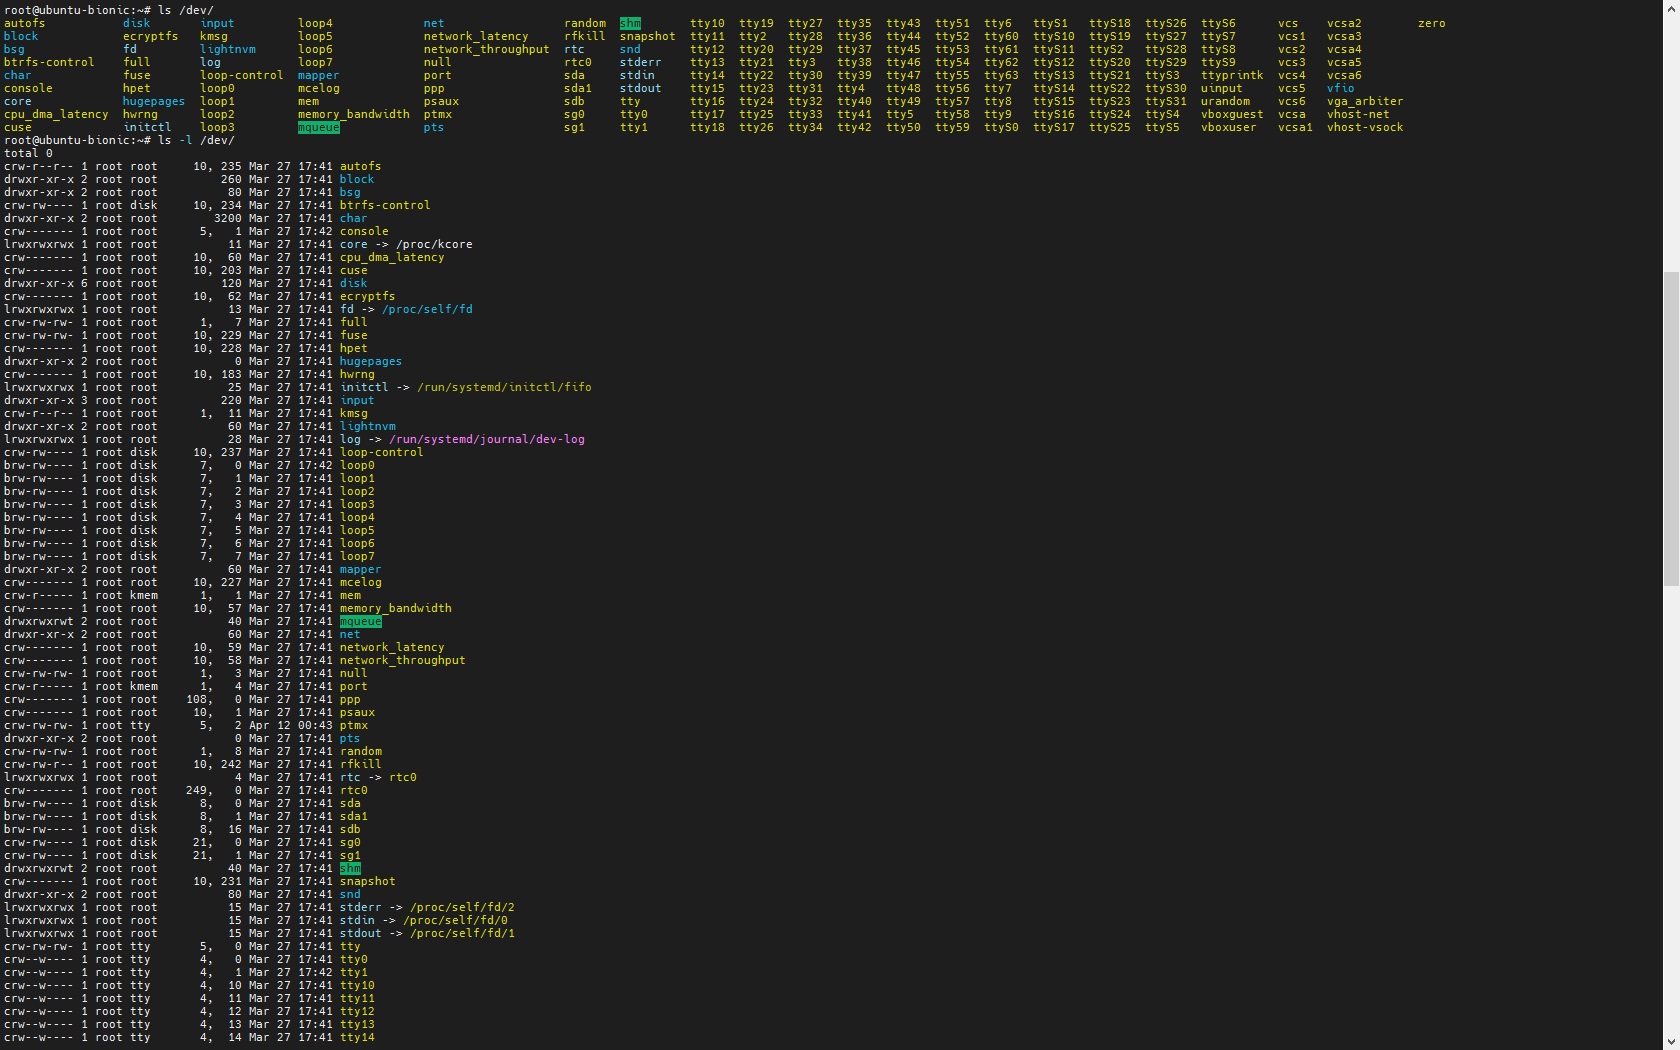 root@ubuntu-bionic:~# ls /dev/
autofs disk input loop4 net random shm tty10 tty19 tty27 tty35 tty43 tty51 tty6 ttyS1 ttyS18 ttyS26 ttyS6 vcs vcsa2 zero
block ecryptfs kmsg loop5 network_latency rfkill snapshot tty11 tty2 tty28 tty36 tty44 tty52 tty60 ttyS10 ttyS19 ttyS27 ttyS7 vcs1 vcsa3
bsg fd lightnvm loop6 network_throughput rtc snd tty12 tty20 tty29 tty37 tty45 tty53 tty61 ttyS11 ttyS2 ttyS28 ttyS8 vcs2 vcsa4
btrfs-control full log loop7 null rtc0 stderr tty13 tty21 tty3 tty38 tty46 tty54 tty62 ttyS12 ttyS20 ttyS29 ttyS9 vcs3 vcsa5
char fuse loop-control mapper port sda stdin tty14 tty22 tty30 tty39 tty47 tty55 tty63 ttyS13 ttyS21 ttyS3 ttyprintk vcs4 vcsa6
console hpet loop0 mcelog ppp sda1 stdout tty15 tty23 tty31 tty4 tty48 tty56 tty7 ttyS14 ttyS22 ttyS30 uinput vcs5 vfio
core hugepages loop1 mem psaux sdb tty tty16 tty24 tty32 tty40 tty49 tty57 tty8 ttyS15 ttyS23 ttyS31 urandom vcs6 vga_arbiter
cpu_dma_latency hwrng loop2 memory_bandwidth ptmx sg0 tty0 tty17 tty25 tty33 tty41 tty5 tty58 tty9 ttyS16 ttyS24 ttyS4 vboxguest vcsa vhost-net
cuse initctl loop3 mqueue pts sg1 tty1 tty18 tty26 tty34 tty42 tty50 tty59 ttyS0 ttyS17 ttyS25 ttyS5 vboxuser vcsa1 vhost-vsock
root@ubuntu-bionic:~# ls -l /dev/
total 0
crw-r--r-- 1 root root 10, 235 Mar 27 17:41 autofs
drwxr-xr-x 2 root root 260 Mar 27 17:41 block
drwxr-xr-x 2 root root 80 Mar 27 17:41 bsg
crw-rw---- 1 root disk 10, 234 Mar 27 17:41 btrfs-control
drwxr-xr-x 2 root root 3200 Mar 27 17:41 char
crw------- 1 root root 5, 1 Mar 27 17:42 console
lrwxrwxrwx 1 root root 11 Mar 27 17:41 core -> /proc/kcore
crw------- 1 root root 10, 60 Mar 27 17:41 cpu_dma_latency
crw------- 1 root root 10, 203 Mar 27 17:41 cuse
drwxr-xr-x 6 root root 120 Mar 27 17:41 disk
crw------- 1 root root 10, 62 Mar 27 17:41 ecryptfs
lrwxrwxrwx 1 root root 13 Mar 27 17:41 fd -> /proc/self/fd
crw-rw-rw- 1 root root 1, 7 Mar 27 17:41 full
crw-rw-rw- 1 root root 10, 229 Mar 27 17:41 fuse
crw------- 1 root root 10, 228 Mar 27 17:41 hpet
drwxr-xr-x 2 root root 0 Mar 27 17:41 hugepages
crw------- 1 root root 10, 183 Mar 27 17:41 hwrng
lrwxrwxrwx 1 root root 25 Mar 27 17:41 initctl -> /run/systemd/initctl/fifo
drwxr-xr-x 3 root root 220 Mar 27 17:41 input
crw-r--r-- 1 root root 1, 11 Mar 27 17:41 kmsg
drwxr-xr-x 2 root root 60 Mar 27 17:41 lightnvm
lrwxrwxrwx 1 root root 28 Mar 27 17:41 log -> /run/systemd/journal/dev-log
crw-rw---- 1 root disk 10, 237 Mar 27 17:41 loop-control
brw-rw---- 1 root disk 7, 0 Mar 27 17:42 loop0
brw-rw---- 1 root disk 7, 1 Mar 27 17:41 loop1
brw-rw---- 1 root disk 7, 2 Mar 27 17:41 loop2
brw-rw---- 1 root disk 7, 3 Mar 27 17:41 loop3
brw-rw---- 1 root disk 7, 4 Mar 27 17:41 loop4
brw-rw---- 1 root disk 7, 5 Mar 27 17:41 loop5
brw-rw---- 1 root disk 7, 6 Mar 27 17:41 loop6
brw-rw---- 1 root disk 7, 7 Mar 27 17:41 loop7
drwxr-xr-x 2 root root 60 Mar 27 17:41 mapper
crw------- 1 root root 10, 227 Mar 27 17:41 mcelog
crw-r----- 1 root kmem 1, 1 Mar 27 17:41 mem
crw------- 1 root root 10, 57 Mar 27 17:41 memory_bandwidth
drwxrwxrwt 2 root root 40 Mar 27 17:41 mqueue
drwxr-xr-x 2 root root 60 Mar 27 17:41 net
crw------- 1 root root 10, 59 Mar 27 17:41 network_latency
crw------- 1 root root 10, 58 Mar 27 17:41 network_throughput
crw-rw-rw- 1 root root 1, 3 Mar 27 17:41 null
crw-r----- 1 root kmem 1, 4 Mar 27 17:41 port
crw------- 1 root root 108, 0 Mar 27 17:41 ppp
crw------- 1 root root 10, 1 Mar 27 17:41 psaux
crw-rw-rw- 1 root tty 5, 2 Apr 12 00:43 ptmx
drwxr-xr-x 2 root root 0 Mar 27 17:41 pts
crw-rw-rw- 1 root root 1, 8 Mar 27 17:41 random
crw-rw-r-- 1 root root 10, 242 Mar 27 17:41 rfkill
lrwxrwxrwx 1 root root 4 Mar 27 17:41 rtc -> rtc0
crw------- 1 root root 249, 0 Mar 27 17:41 rtc0
brw-rw---- 1 root disk 8, 0 Mar 27 17:41 sda
brw-rw---- 1 root disk 8, 1 Mar 27 17:41 sda1
brw-rw---- 1 root disk 8, 16 Mar 27 17:41 sdb
crw-rw---- 1 root disk 21, 0 Mar 27 17:41 sg0
crw-rw---- 1 root disk 21, 1 Mar 27 17:41 sg1
drwxrwxrwt 2 root root 40 Mar 27 17:41 shm
crw------- 1 root root 10, 231 Mar 27 17:41 snapshot
drwxr-xr-x 2 root root 80 Mar 27 17:41 snd
lrwxrwxrwx 1 root root 15 Mar 27 17:41 stderr -> /proc/self/fd/2
lrwxrwxrwx 1 root root 15 Mar 27 17:41 stdin -> /proc/self/fd/0
lrwxrwxrwx 1 root root 15 Mar 27 17:41 stdout -> /proc/self/fd/1
crw-rw-rw- 1 root tty 5, 0 Mar 27 17:41 tty
crw--w---- 1 root tty 4, 0 Mar 27 17:41 tty0
crw--w---- 1 root tty 4, 1 Mar 27 17:42 tty1
crw--w---- 1 root tty 4, 10 Mar 27 17:41 tty10
crw--w---- 1 root tty 4, 11 Mar 27 17:41 tty11
crw--w---- 1 root tty 4, 12 Mar 27 17:41 tty12
crw--w---- 1 root tty 4, 13 Mar 27 17:41 tty13
crw--w---- 1 root tty 4, 14 Mar 27 17:41 tty14